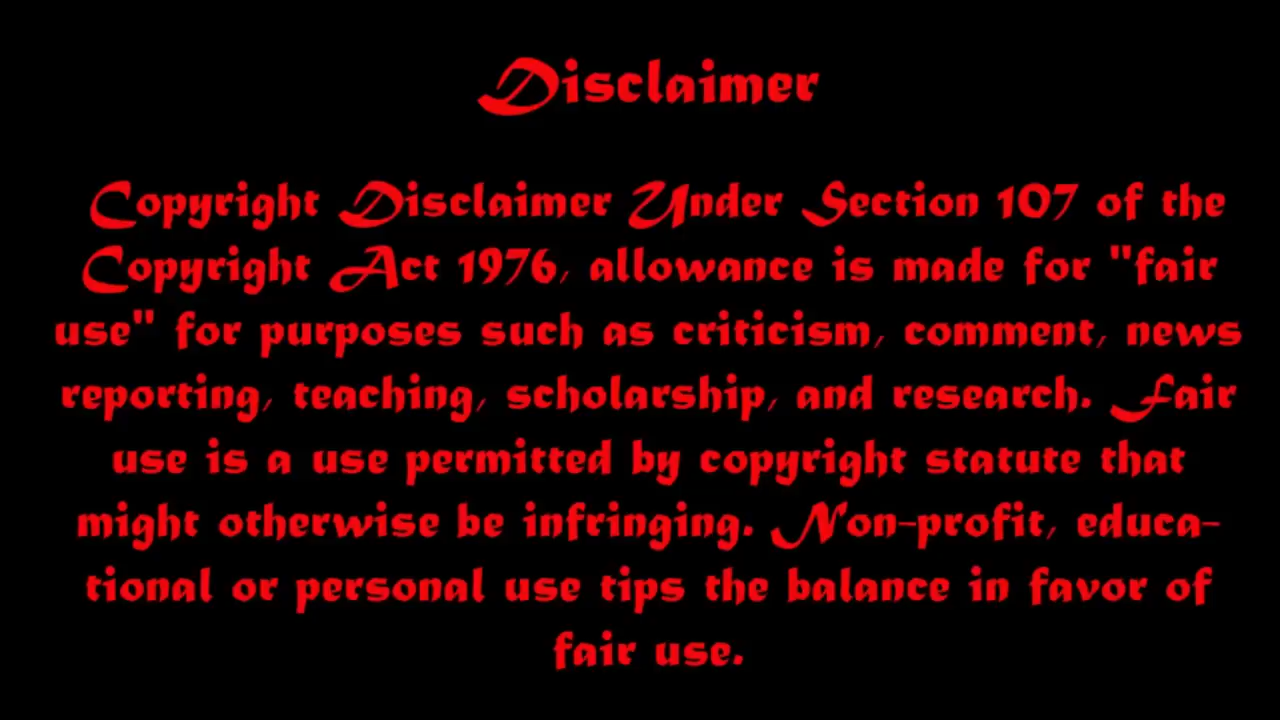 Disclaimer
Copyright Disclaimer Under Section 107 of the
Copyright Act 1976, allowance is made for "fair
use" for purposes such as criticism, comment, news
reporting, teaching, scholarship, and research. Fair
use is a use permitted by copyright statute that
might otherwise be infringing. Non-profit, educa-
tional or personal use tips the balance in favor of
fair use.